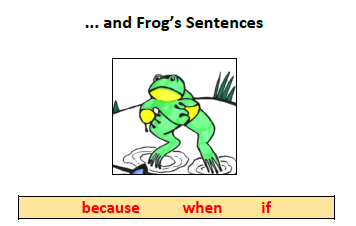 ... and Frog's Sentences
because when if